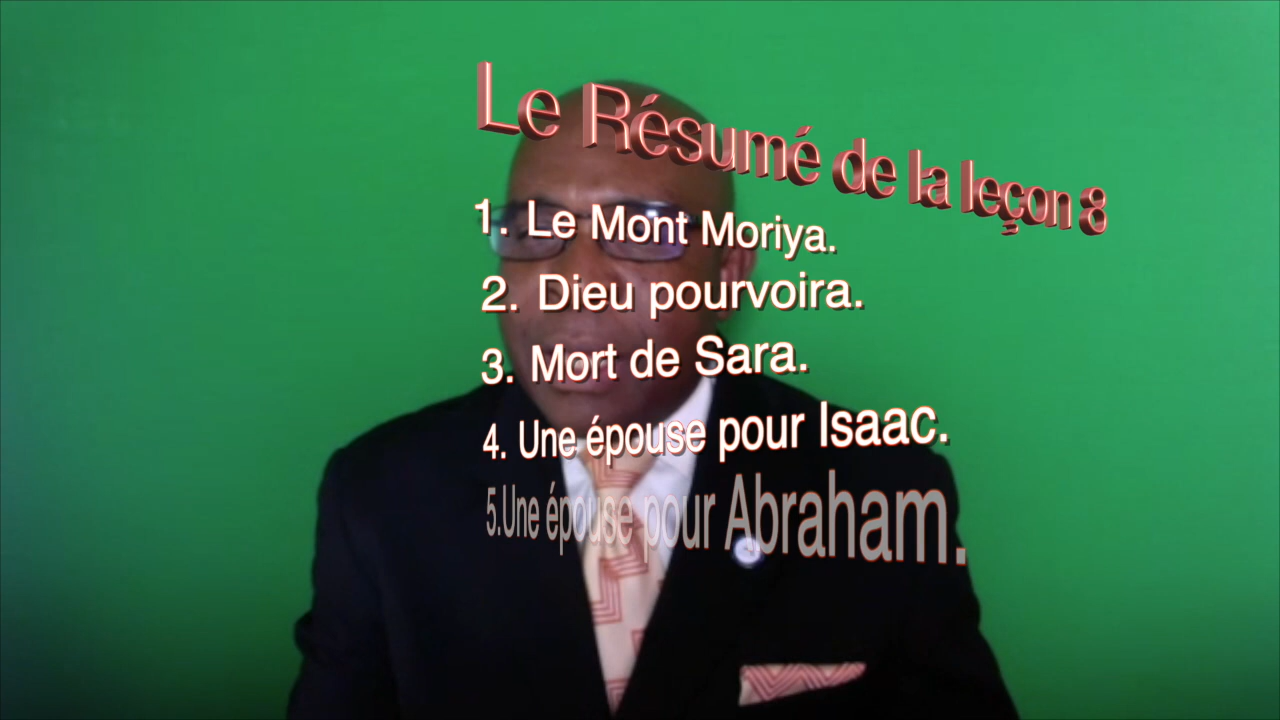 Le Résumé de la leçon 8
1. Le Mont Moriya.
2. Dieu pourvoira.
3. Mort de Sara.
4. Une épouse pour Isaac.
5.Une épouse pour Abraham.